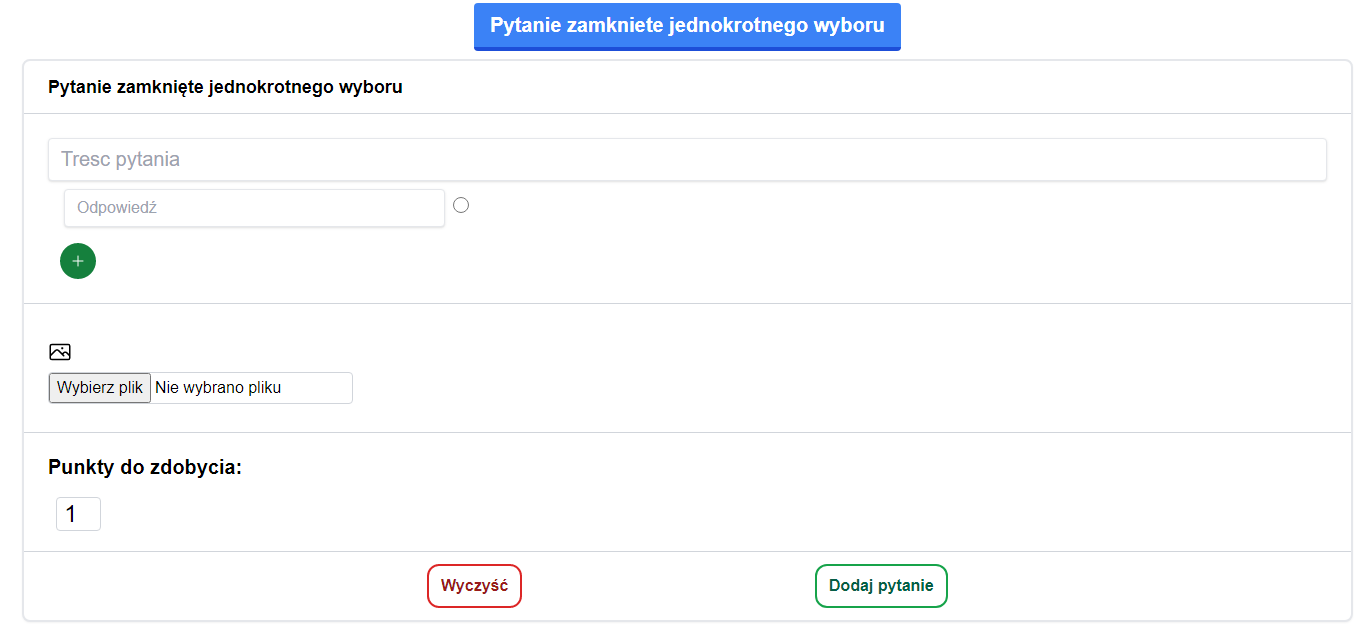 Pytanie zamkniete jednokrotnego wyboru
Pytanie zamknięte jednokrotnego wyboru
Tresc pytania
Odpowiedź
+
Wybierz plik Nie wybrano pliku
Punkty do zdobycia:
1
Wyczyść Dodaj pytanie